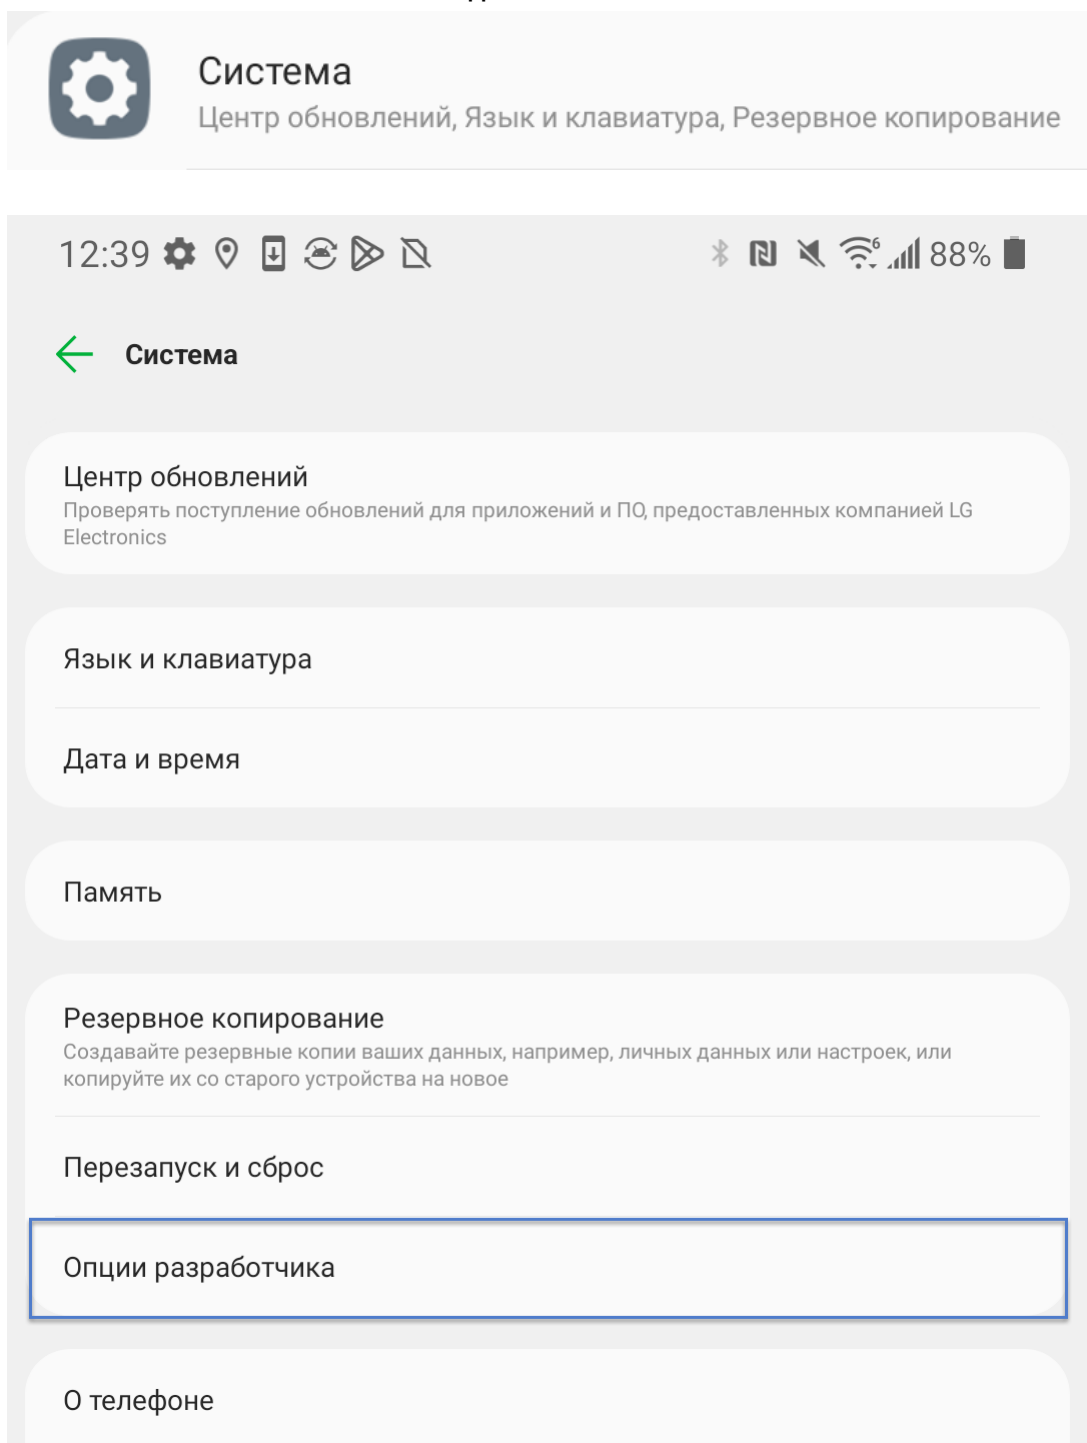 Система
Центр обновлений, Язык и клавиатура, Резервное копирование
12:39 6 88%
Система
Центр обновлений
Проверять поступление обновлений для приложений и ПО, предоставленных компанией LG
Electronics
Язык и клавиатура
Дата и время
Память
Резервное копирование
Создавайте резервные копии ваших данных, например, личных данных или настроек, или
копируйте их со старого устройства на новое
Перезапуск и сброс
Опции разработчика
О телефоне